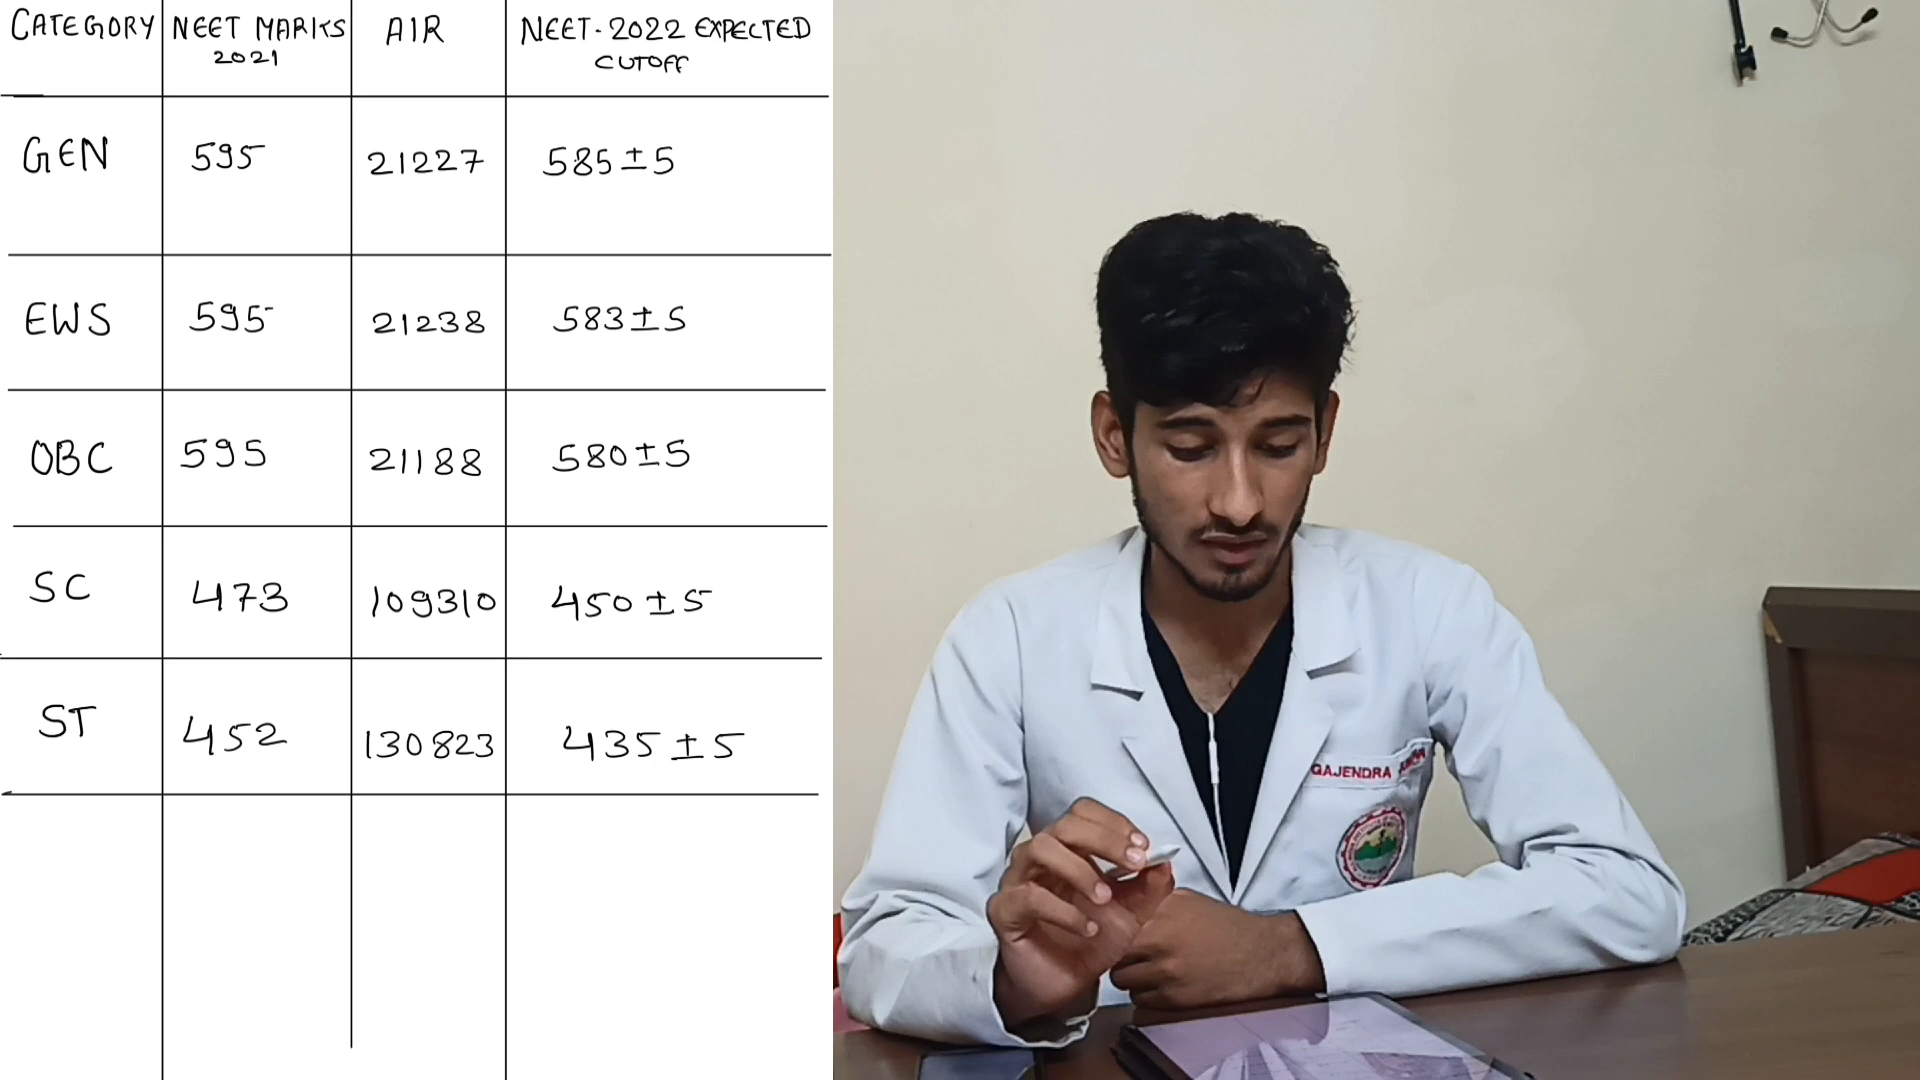 CATEGORY NEET MARKS 2021 AIR NEET-2022 EXPECTED CUTOFF
GEN 595 21227 585±5
EWS 595 21238 583±5
OBC 595 21188 580±5
SC 473 109310 450±5
ST 452 130823 435±5
GAJENDRA